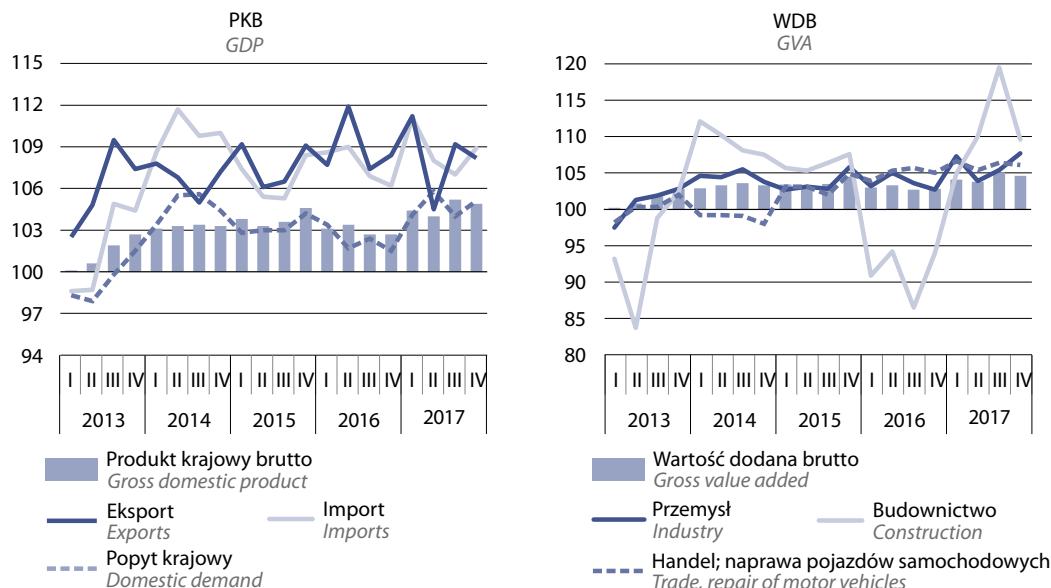 PKB
GDP
115
112
109
106
103
100
97
94
I II III IV I II III IV I II III IV I II III IV I II III IV
2013 2014 2015 2016 2017
Produkt krajowy brutto
Gross domestic product
Eksport
Exports
Import
Imports
Popyt krajowy
Domestic demand
WDB
GVA
120
115
110
105
100
95
90
85
80
I II III IV I II III IV I II III IV I II III IV I II III IV
2013 2014 2015 2016 2017
Wartość dodana brutto
Gross value added
Przemysł
Industry
Budownictwo
Construction
Handel; naprawa pojazdów samochodowych
Trade, repair of motor vehicles